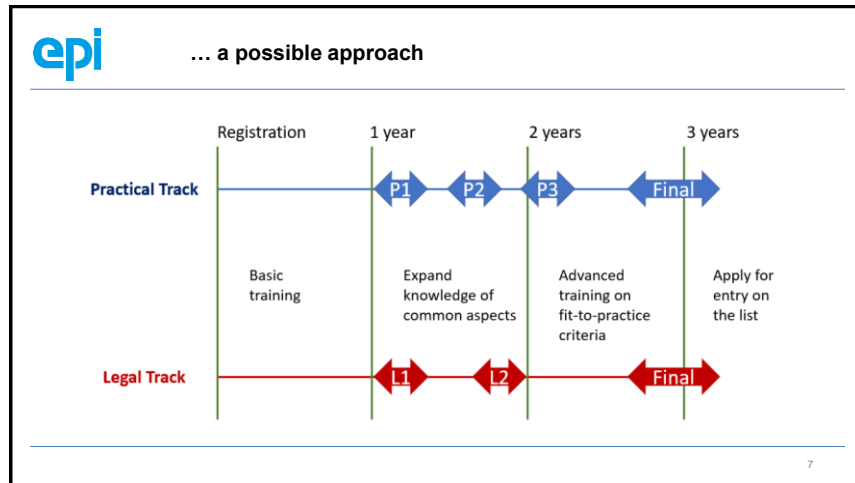 epi
... a possible approach
Registration
1 year
2 years
3 years
Practical Track
P1
P2
P3
Final
Basic
training
Expand
knowledge of
common aspects
Advanced
training on
fit-to-practice
criteria
Apply for
entry on
the list
Legal Track
L1
L2
Final
7